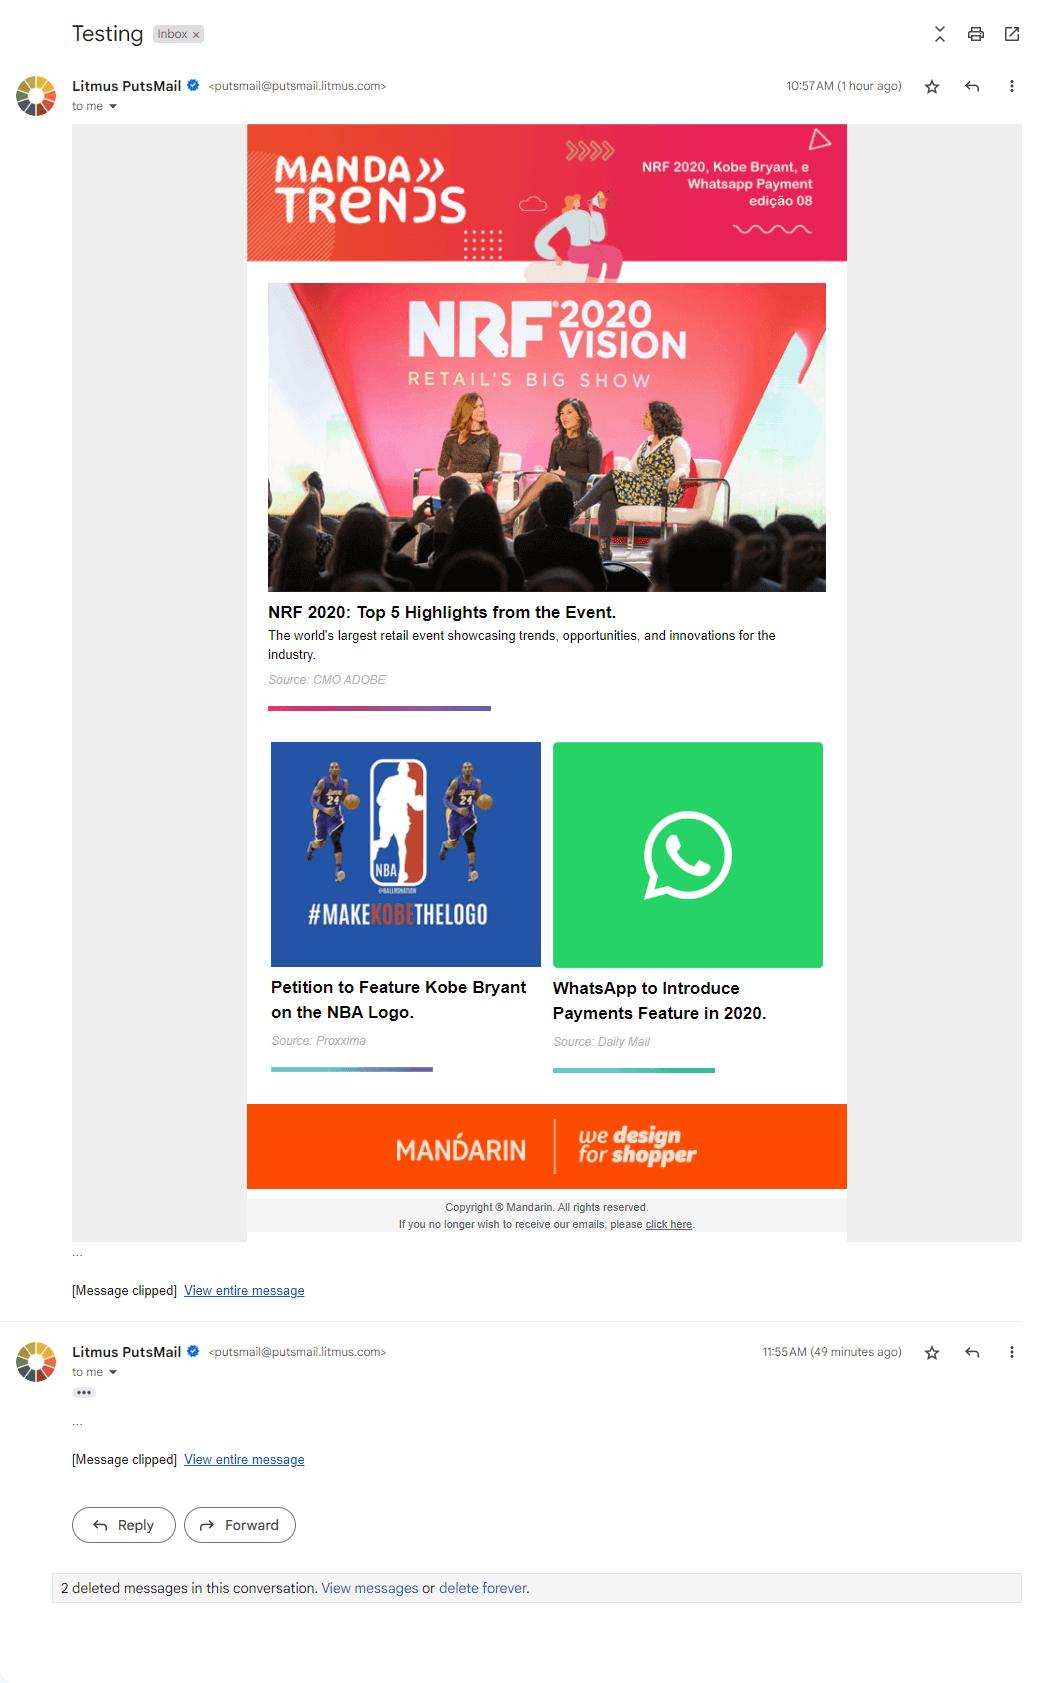 Testing Inbox ×
Litmus PutsMail <putsmail@putsmail.litmus.com> 10:57 AM (1 hour ago)
to me
MANDA
TRENDS
NRF 2020, Kobe Bryant, e
Whatsapp Payment
edição 08
NRF® 2020
VISION
RETAIL'S BIG SHOW
NRF 2020: Top 5 Highlights from the Event.
The world's largest retail event showcasing trends, opportunities, and innovations for the
industry.
Source: CMO ADOBE
24
24
NBA
@BALLRSNATION
#MAKEKOBETHELOGO
Petition to Feature Kobe Bryant
on the NBA Logo.
Source: Proxxima
WhatsApp to Introduce
Payments Feature in 2020.
Source: Daily Mail
MANDARIN
we design
for shopper
Copyright ® Mandarin. All rights reserved.
If you no longer wish to receive our emails, please click here.
...
[Message clipped] View entire message
Litmus PutsMail <putsmail@putsmail.litmus.com> 11:55 AM (49 minutes ago)
to me
...
[Message clipped] View entire message
Reply
Forward
2 deleted messages in this conversation. View messages or delete forever.